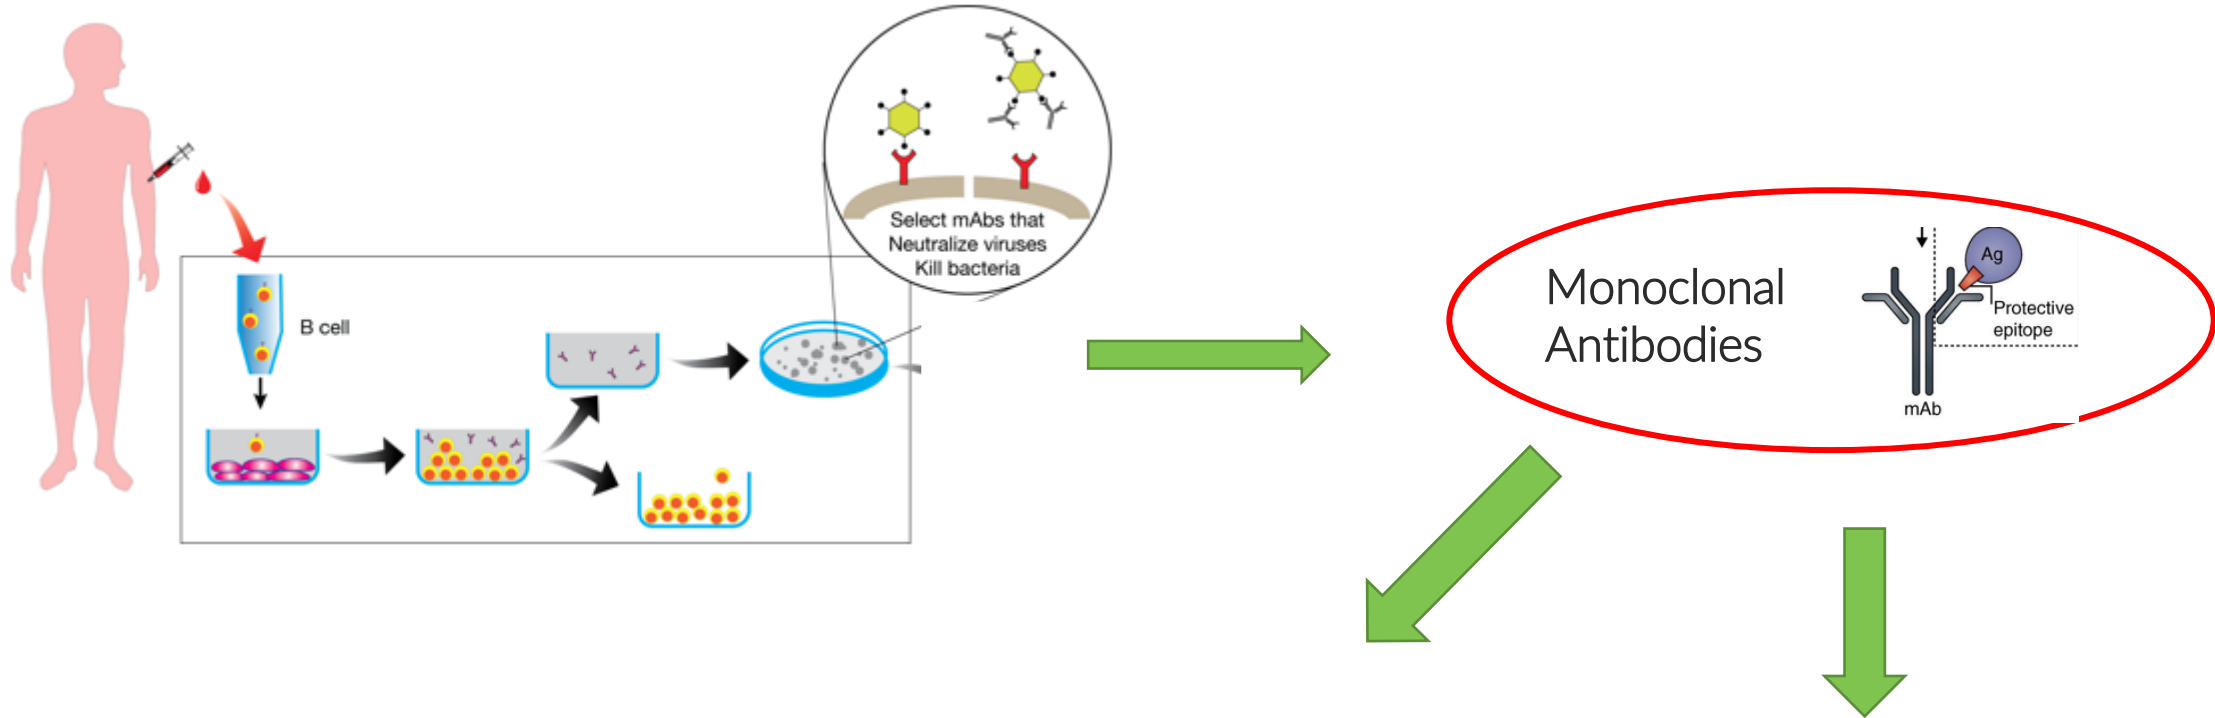 Select mAbs that
Neutralize viruses
Kill bacteria
B cell
Monoclonal
Antibodies
Ag
Protective
epitope
mAb